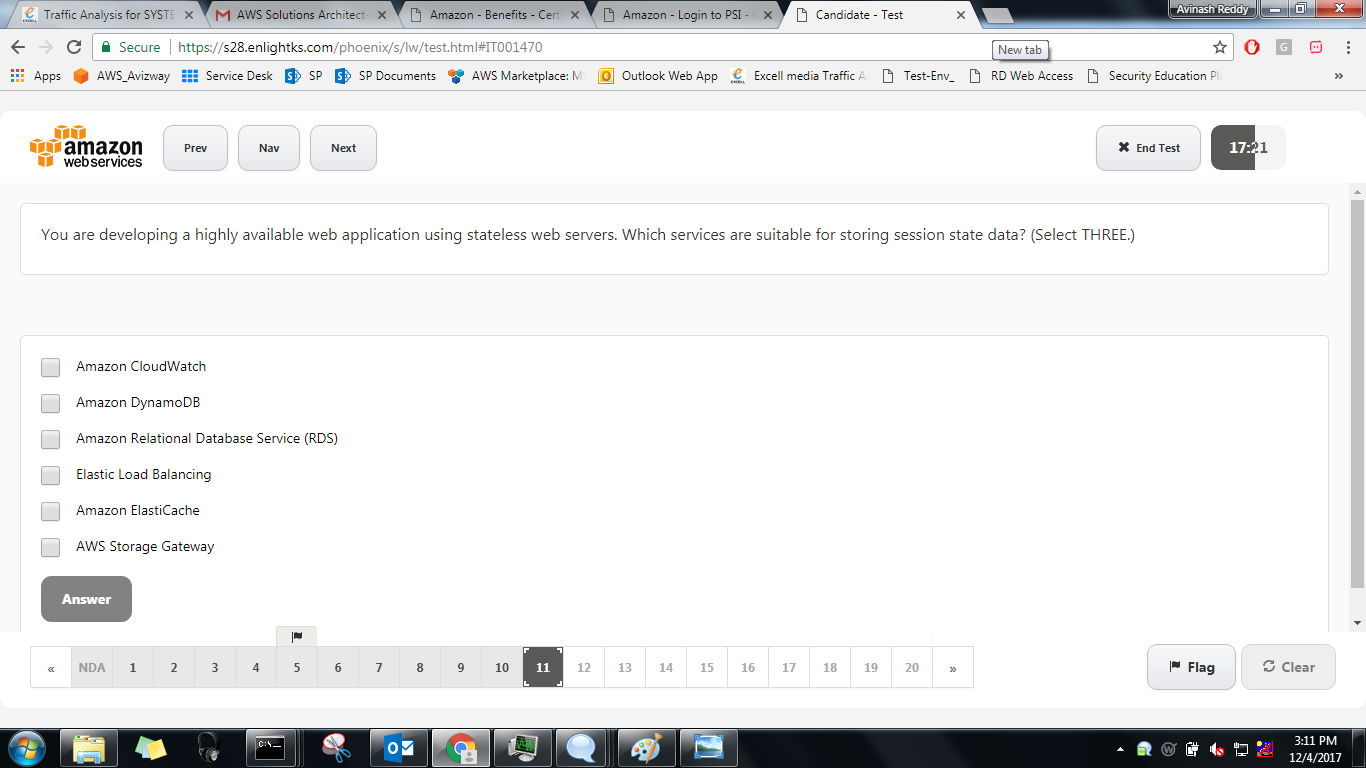 Traffic Analysis for SYSTE
AWS Solutions Architect-
Amazon - Benefits - Cert
Amazon - Login to PSI -
Candidate - Test
Avinash Reddy
Secure
https://s28.enlightks.com/phoenix/s/lw/test.html#IT001470
New tab
Apps
AWS_Avizway
Service Desk
SP
SP Documents
AWS Marketplace: M
Outlook Web App
Excell media Traffic A
Test-Env_
RD Web Access
Security Education Pl
»
amazon
webservices
Prev
Nav
Next
End Test
17:21
You are developing a highly available web application using stateless web servers. Which services are suitable for storing session state data? (Select THREE.)
Amazon CloudWatch
Amazon DynamoDB
Amazon Relational Database Service (RDS)
Elastic Load Balancing
Amazon ElastiCache
AWS Storage Gateway
Answer
« NDA 1 2 3 4 5 6 7 8 9 10 11 12 13 14 15 16 17 18 19 20 »
Flag
Clear
3:11 PM
12/4/2017